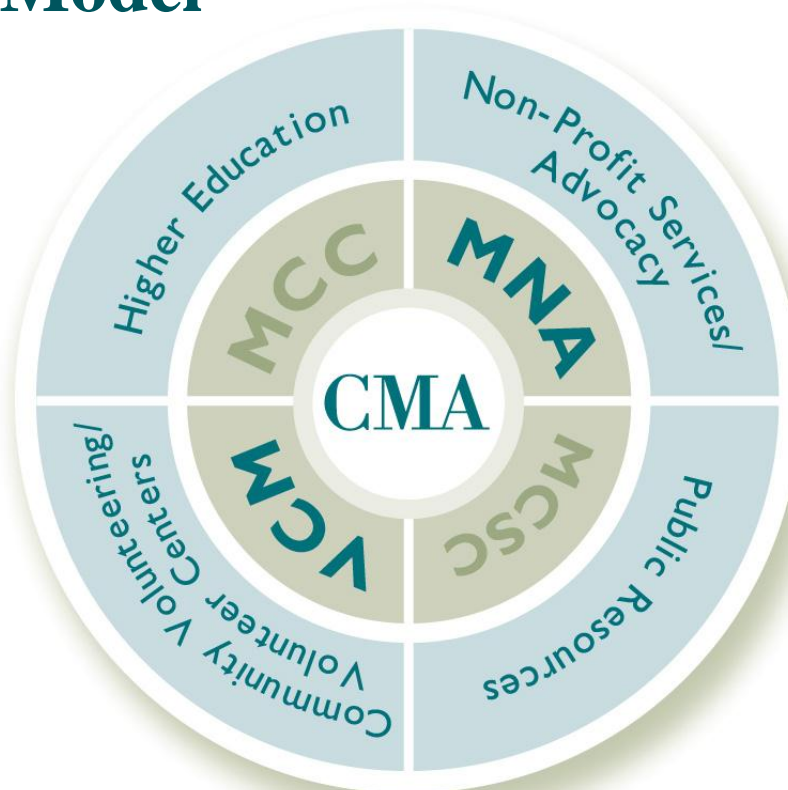 Model
Higher Education
Non-Profit Services/
Advocacy
MCC
MNA
CMA
VCM
MCSC
Community Volunteering/
Volunteer Centers
Public Resources